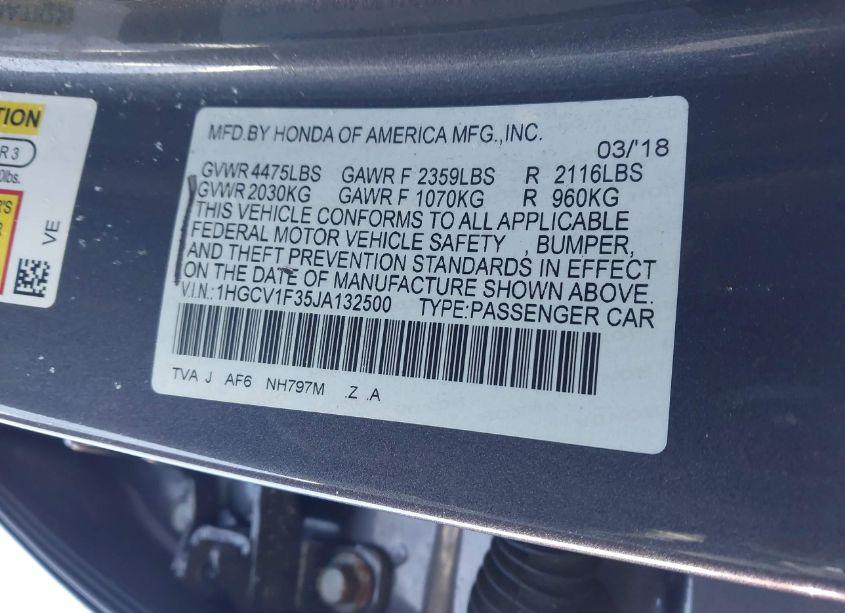 TION
R 3
0lbs.
R'S
R
VE
MFD.BY HONDA OF AMERICA MFG.,INC.
03/'18
GVWR 4475LBS GAWR F 2359LBS R 2116LBS
GVWR 2030KG GAWR F 1070KG R 960KG
THIS VEHICLE CONFORMS TO ALL APPLICABLE
FEDERAL MOTOR VEHICLE SAFETY , BUMPER,
AND THEFT PREVENTION STANDARDS IN EFFECT
ON THE DATE OF MANUFACTURE SHOWN ABOVE.
V.I.N.:1HGCV1F35JA132500 TYPE:PASSENGER CAR
TVA J AF6 NH797M .Z .A